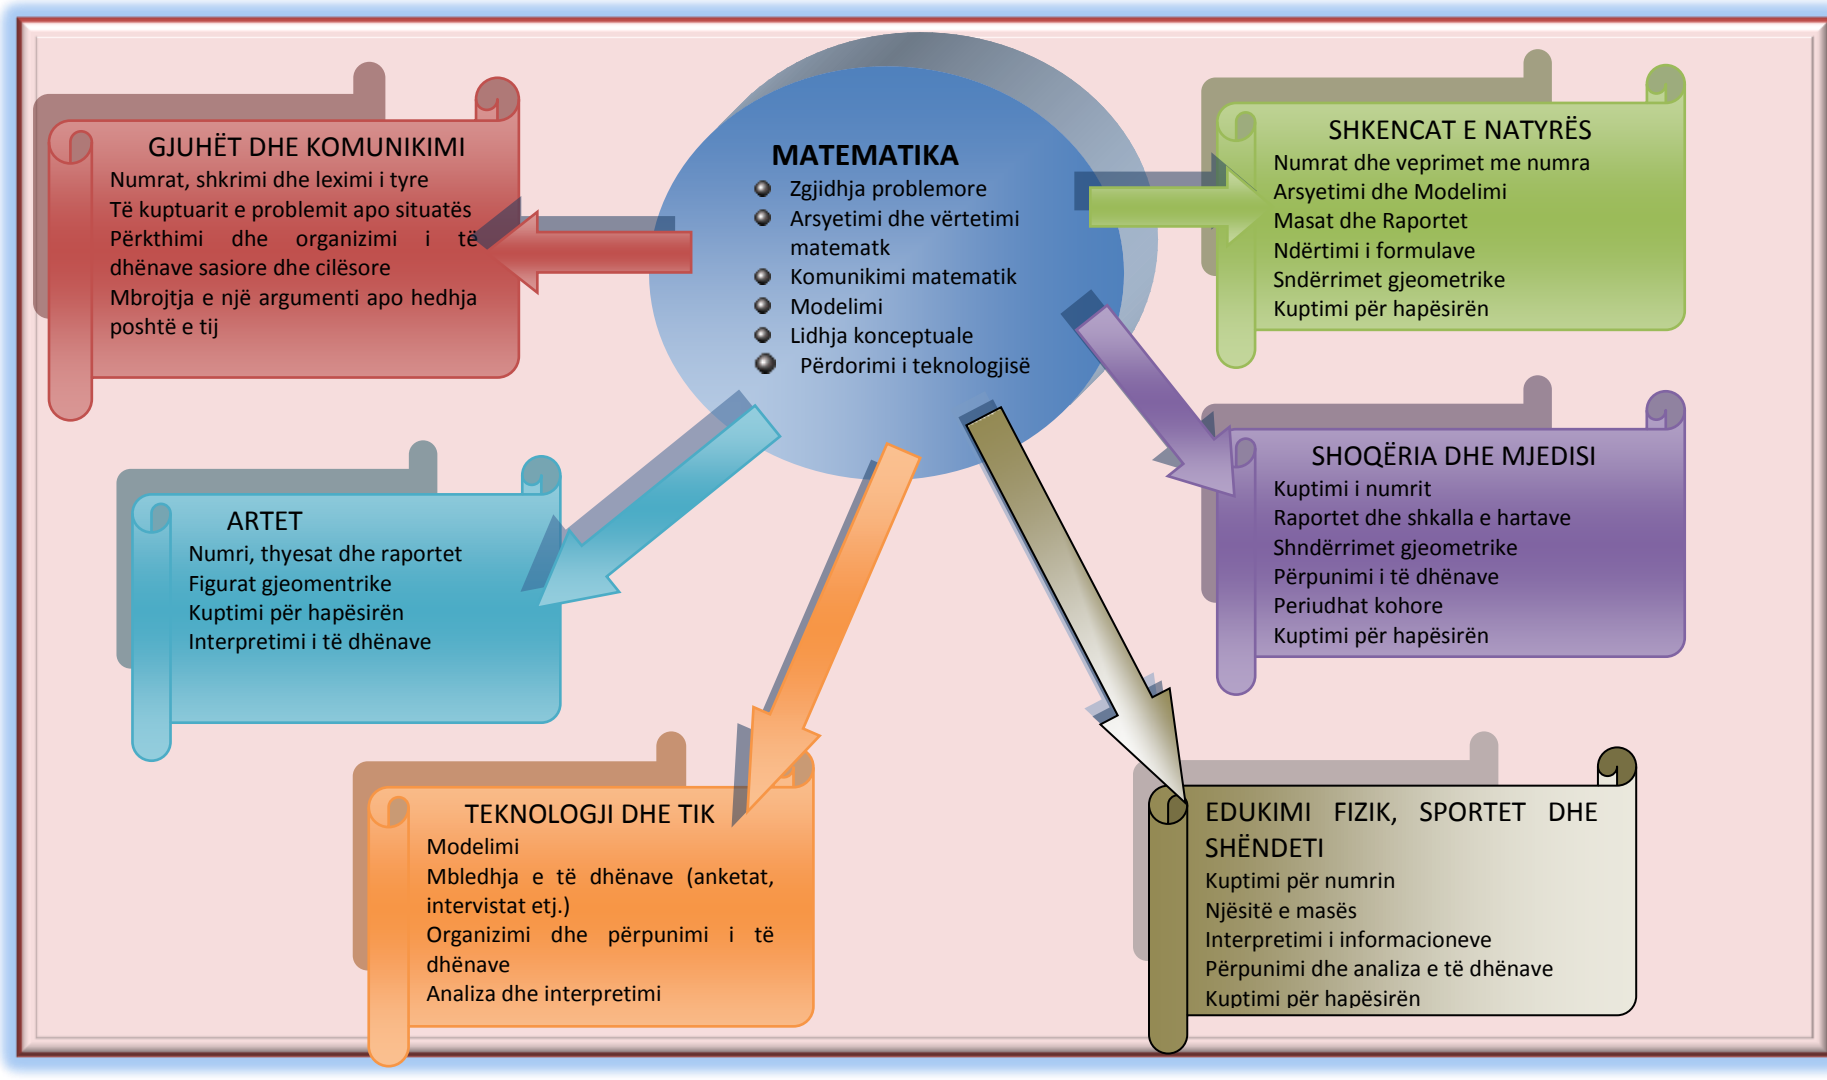 MATEMATIKA
Zgjidhja problemore
Arsyetimi dhe vërtetimi
matematk
Komunikimi matematik
Modelimi
Lidhja konceptuale
Përdorimi i teknologjisë
GJUHËT DHE KOMUNIKIMI
Numrat, shkrimi dhe leximi i tyre
Të kuptuarit e problemit apo situatës
Përkthimi dhe organizimi i të
dhënave sasiore dhe cilësore
Mbrojtja e një argumenti apo hedhja
poshtë e tij
SHKENCAT E NATYRËS
Numrat dhe veprimet me numra
Arsyetimi dhe Modelimi
Masat dhe Raportet
Ndërtimi i formulave
Sndërrimet gjeometrike
Kuptimi për hapësirën
ARTET
Numri, thyesat dhe raportet
Figurat gjeomentrike
Kuptimi për hapësirën
Interpretimi i të dhënave
SHOQËRIA DHE MJEDISI
Kuptimi i numrit
Raportet dhe shkalla e hartave
Shndërrimet gjeometrike
Përpunimi i të dhënave
Periudhat kohore
Kuptimi për hapësirën
TEKNOLOGJI DHE TIK
Modelimi
Mbledhja e të dhënave (anketat,
intervistat etj.)
Organizimi dhe përpunimi i të
dhënave
Analiza dhe interpretimi
EDUKIMI FIZIK, SPORTET DHE
SHËNDETI
Kuptimi për numrin
Njësitë e masës
Interpretimi i informacioneve
Përpunimi dhe analiza e të dhënave
Kuptimi për hapësirën